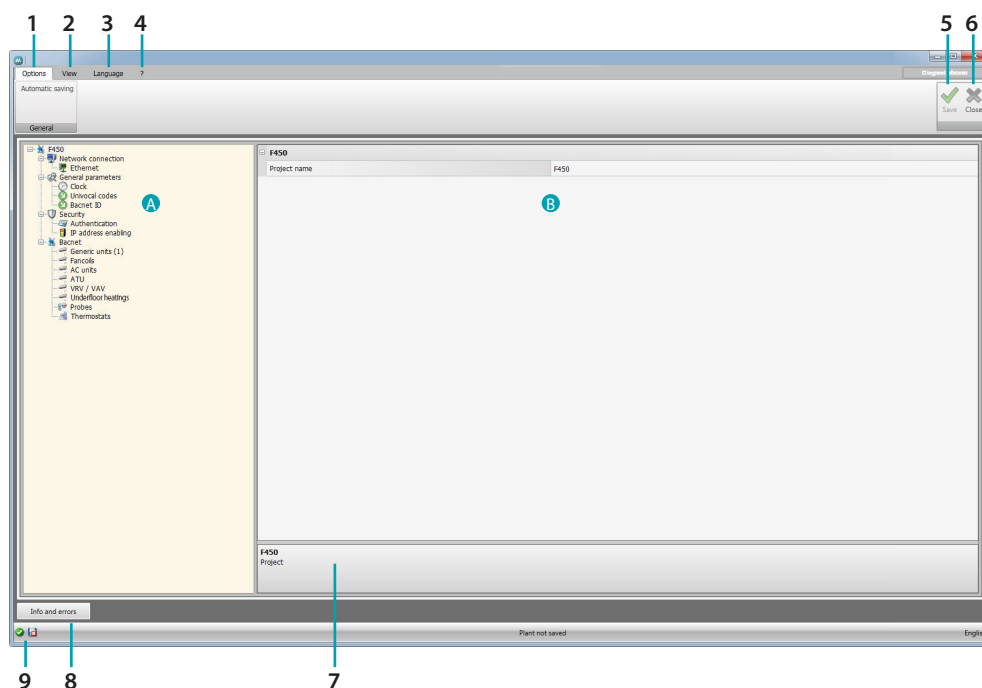 1 2 3 4 5 6
Options View Language ?
Automatic saving
Save Close
General
F450
Network connection
Ethernet
General parameters
Clock
Univocal codes
Bacnet ID
Security
Authentication
IP address enabling
Bacnet
Generic units (1)
Fancoils
AC units
ATU
VRV / VAV
Underfloor heatings
Probes
Thermostats
A
F450
Project name F450
B
F450
Project
Info and errors
Plant not saved Englis
9 8 7